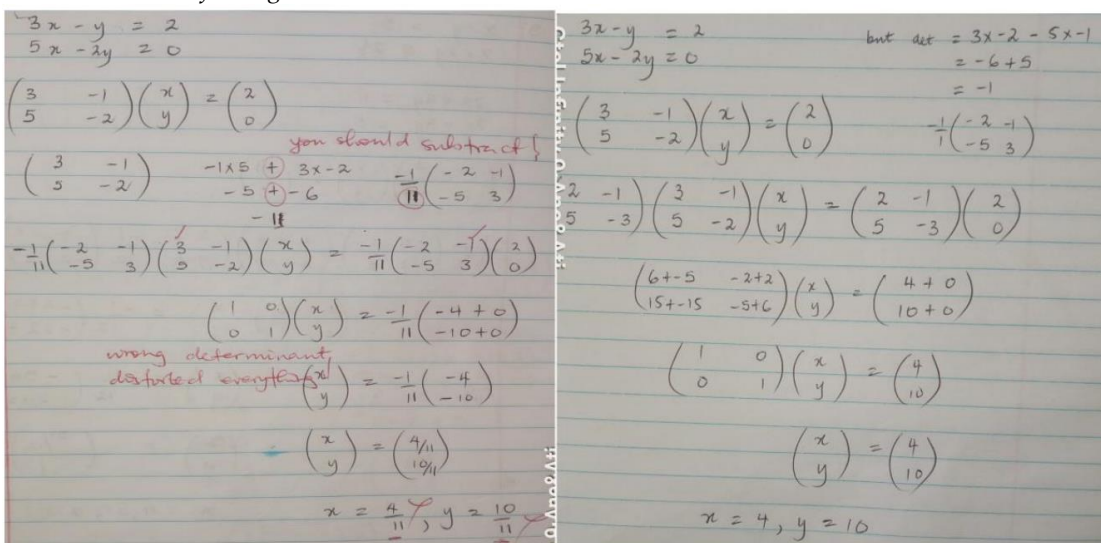 3x - y = 2
5x - 2y = 0
( 3 -1 ; 5 -2 ) ( x ; y ) = ( 2 ; 0 )
you should substract!
( 3 -1 ; 5 -2 ) -1x5 + 3x-2 -1/11 ( -2 -1 ; -5 3 )
-5 + -6
-11
-1/11 ( -2 -1 ; -5 3 ) ( 3 -1 ; 5 -2 ) ( x ; y ) = -1/11 ( -2 -1 ; -5 3 ) ( 2 ; 0 )
( 1 0 ; 0 1 ) ( x ; y ) = -1/11 ( -4 + 0 ; -10+0 )
wrong determinant
distorted everything
( x ; y ) = -1/11 ( -4 ; -10 )
( x ; y ) = ( 4/11 ; 10/11 )
x = 4/11, y = 10/11
3x - y = 2
5x - 2y = 0
but det = 3x-2 - 5x-1
= -6+5
= -1
( 3 -1 ; 5 -2 ) ( x ; y ) = ( 2 ; 0 )
-1/1 ( -2 -1 ; -5 3 )
2 -1 ; 5 -3 ) ( 3 -1 ; 5 -2 ) ( x ; y ) = ( 2 -1 ; 5 -3 ) ( 2 ; 0 )
( 6+-5 -2+2 ; 15+-15 -5+6 ) ( x ; y ) = ( 4+0 ; 10+0 )
( 1 0 ; 0 1 ) ( x ; y ) = ( 4 ; 10 )
( x ; y ) = ( 4 ; 10 )
x = 4, y = 10